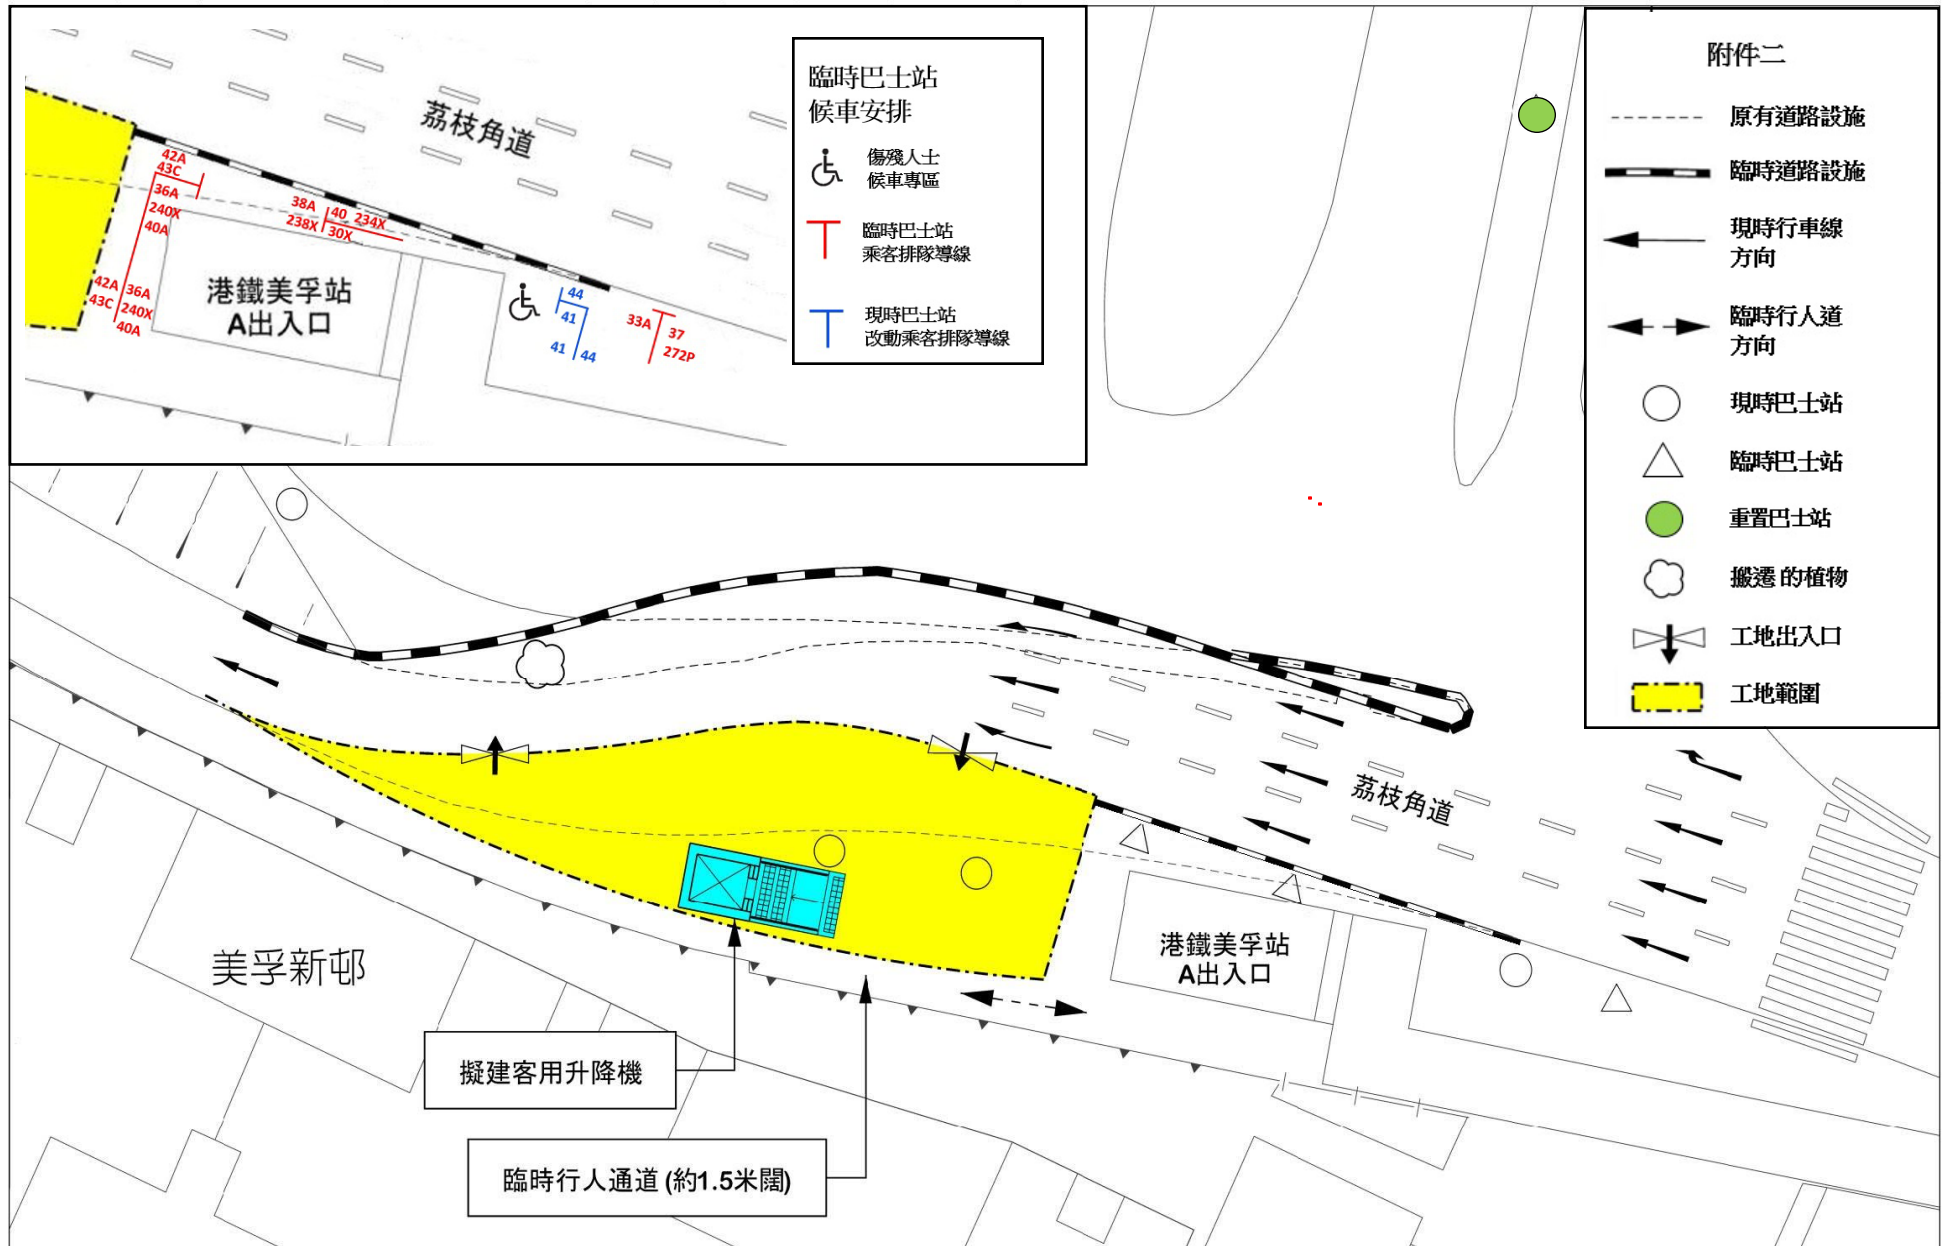 荔枝角道
42A
43C
36A
240X
40A
38A
238X
40 234X
30X
42A
43C
36A
240X
40A
港鐵美孚站
A出入口
44
41
41
44
33A
37
272P
臨時巴士站
候車安排
傷殘人士
候車專區
臨時巴士站
乘客排隊導線
現時巴士站
改動乘客排隊導線
附件二
原有道路設施
臨時道路設施
現時行車線
方向
臨時行人道
方向
現時巴士站
臨時巴士站
重置巴士站
搬遷的植物
工地出入口
工地範圍
荔枝角道
港鐵美孚站
A出入口
美孚新邨
擬建客用升降機
臨時行人通道 (約1.5米闊)